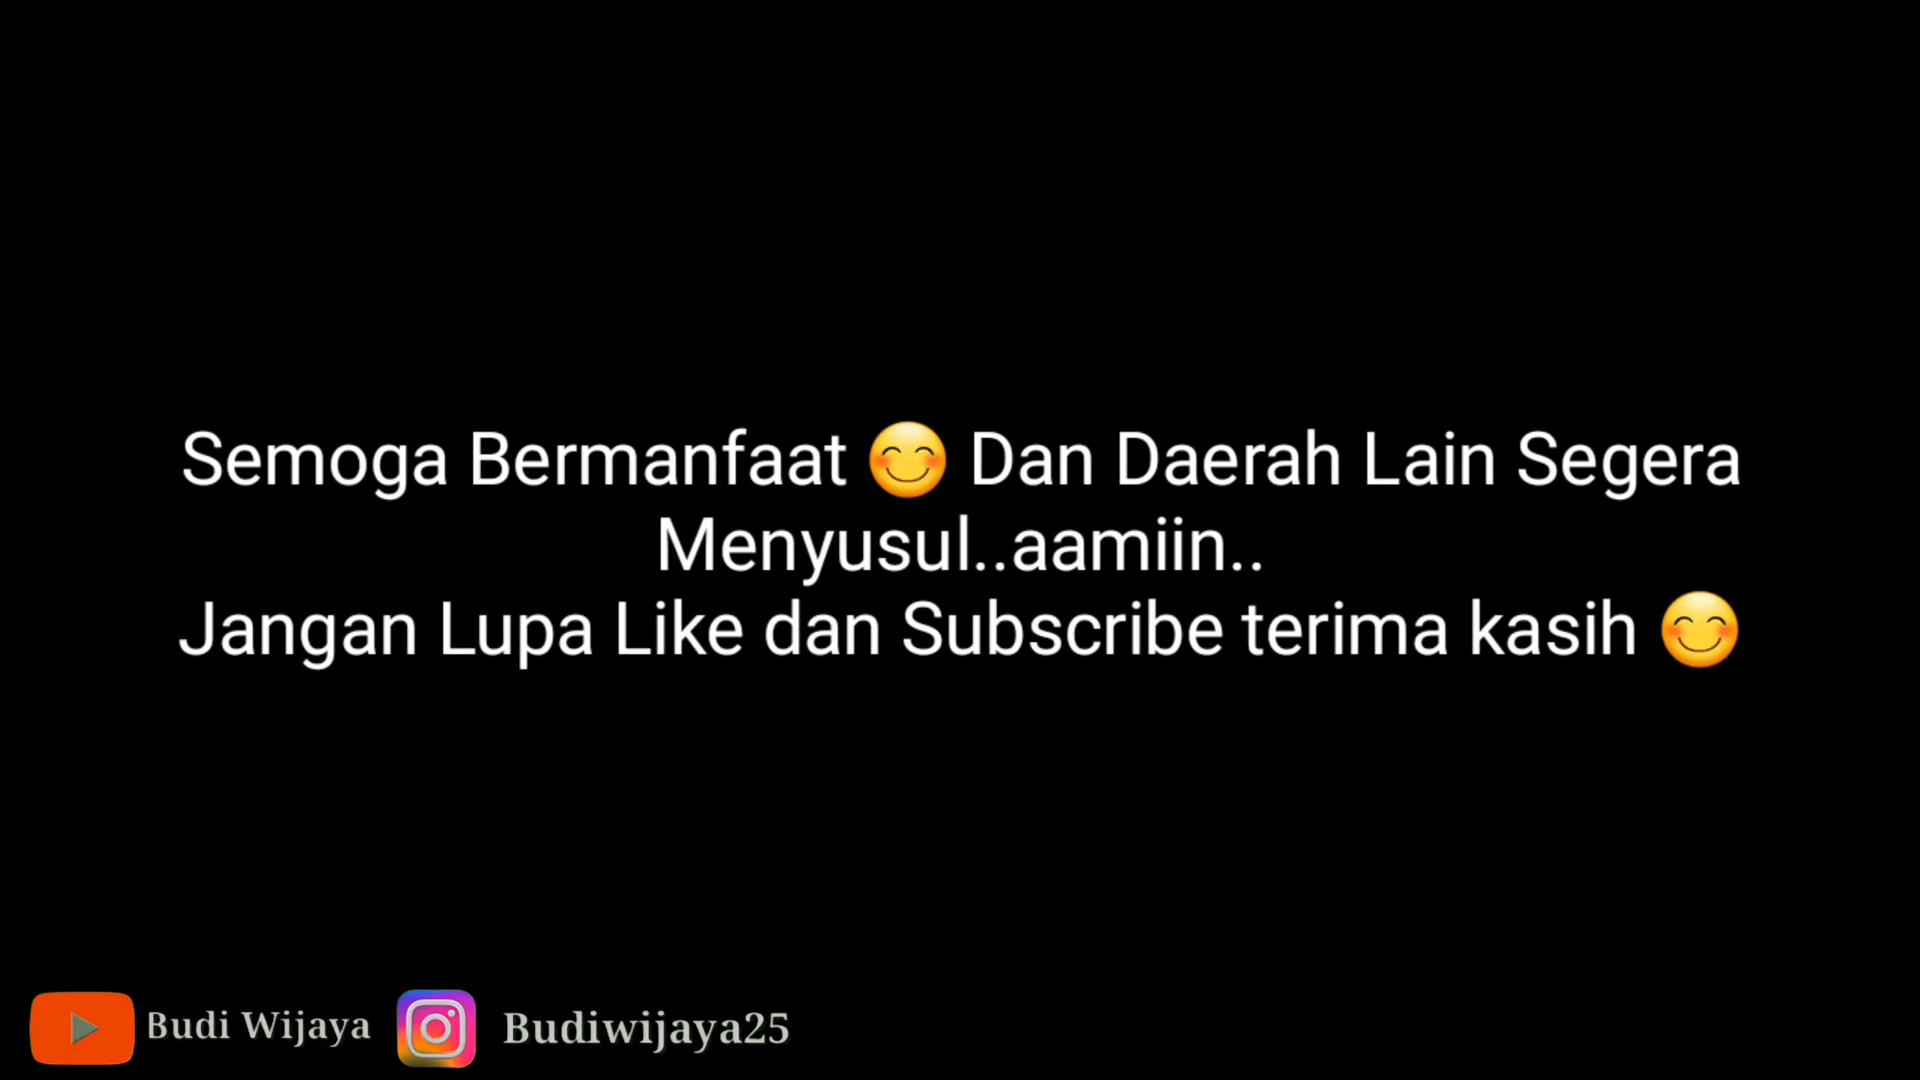 Semoga Bermanfaat 😊 Dan Daerah Lain Segera
Menyusul..aamiin..
Jangan Lupa Like dan Subscribe terima kasih 😊
Budi Wijaya
Budiwijaya25